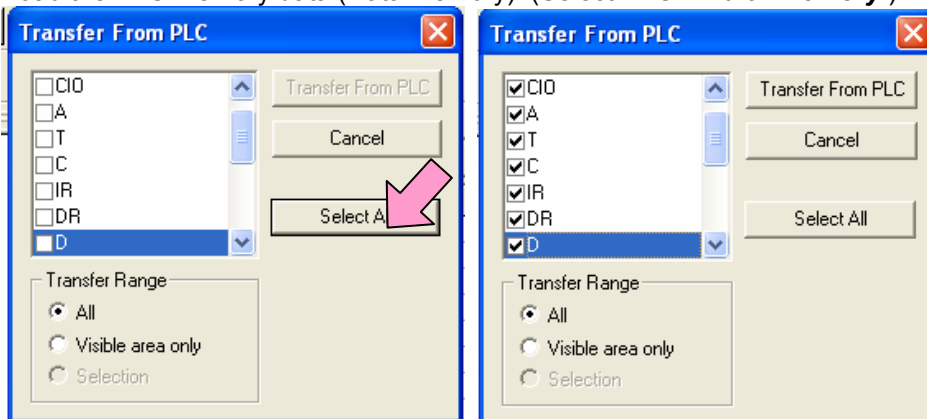 Transfer From PLC
CIO
A
T
C
IR
DR
D
Transfer From PLC
Cancel
Select A
Transfer Range
All
Visible area only
Selection
Transfer From PLC
CIO
A
T
C
IR
DR
D
Transfer From PLC
Cancel
Select All
Transfer Range
All
Visible area only
Selection